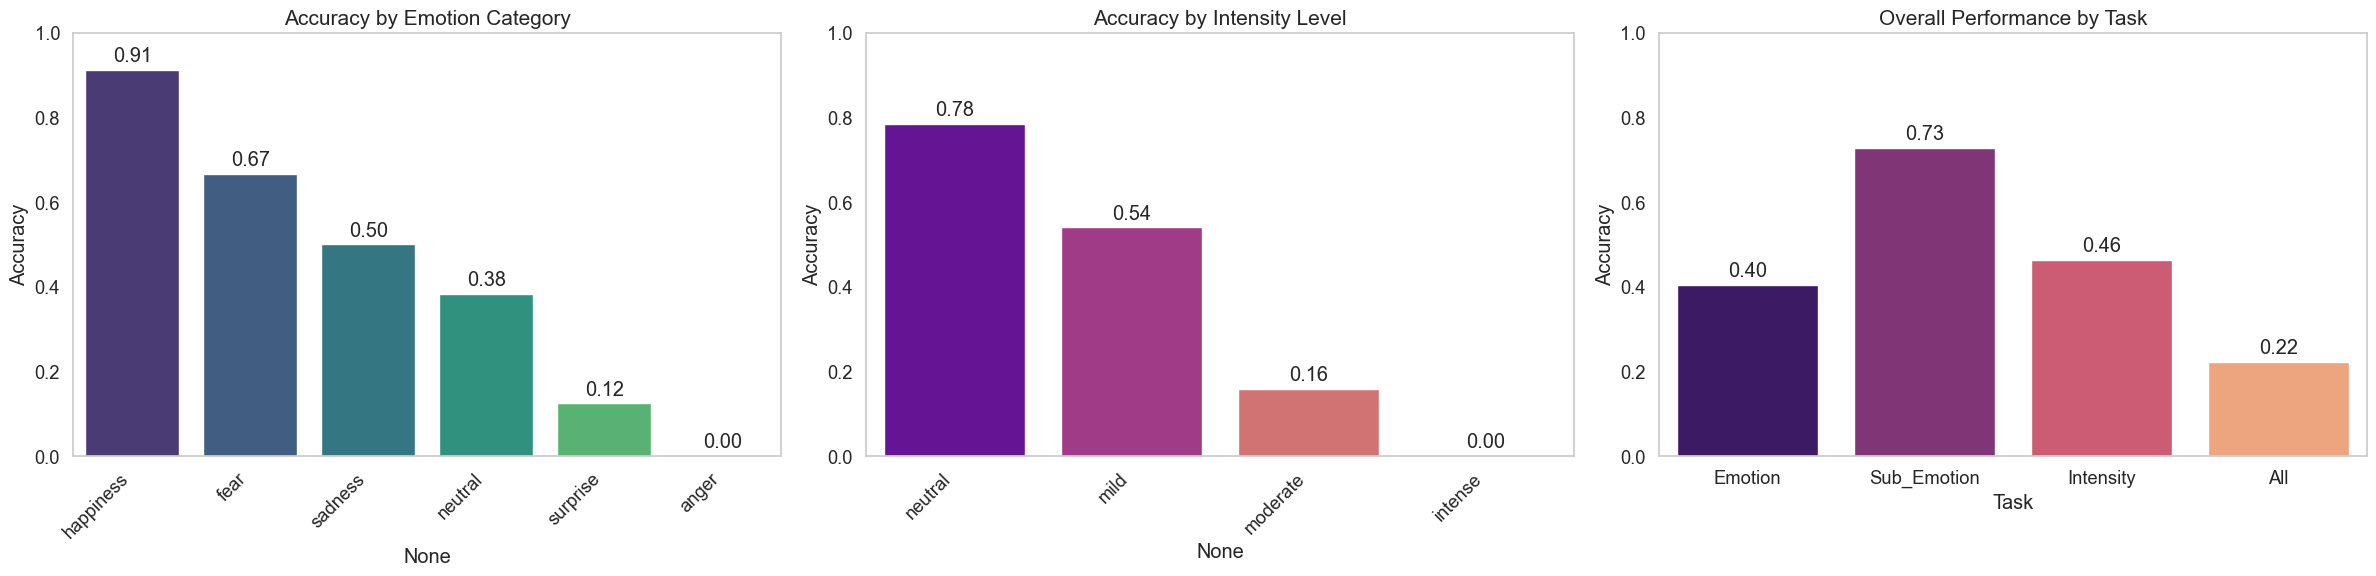 Accuracy by Emotion Category
Accuracy
1.0
0.8
0.6
0.4
0.2
0.0
0.91
0.67
0.50
0.38
0.12
0.00
happiness
fear
sadness
neutral
surprise
anger
None
Accuracy by Intensity Level
Accuracy
1.0
0.8
0.6
0.4
0.2
0.0
0.78
0.54
0.16
0.00
neutral
mild
moderate
intense
None
Overall Performance by Task
Accuracy
1.0
0.8
0.6
0.4
0.2
0.0
0.40
0.73
0.46
0.22
Emotion
Sub_Emotion
Intensity
All
Task